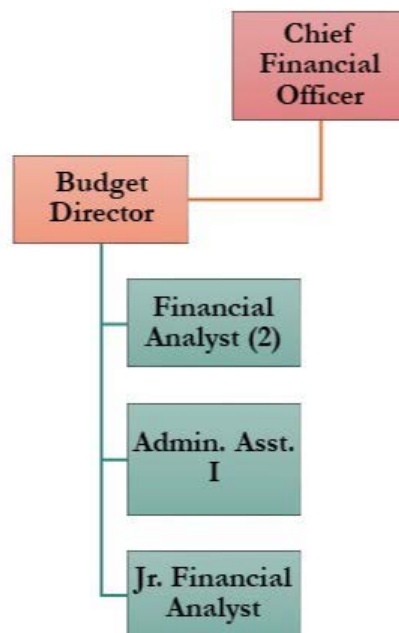 Chief
Financial
Officer
Budget
Director
Financial
Analyst (2)
Admin. Asst.
I
Jr. Financial
Analyst